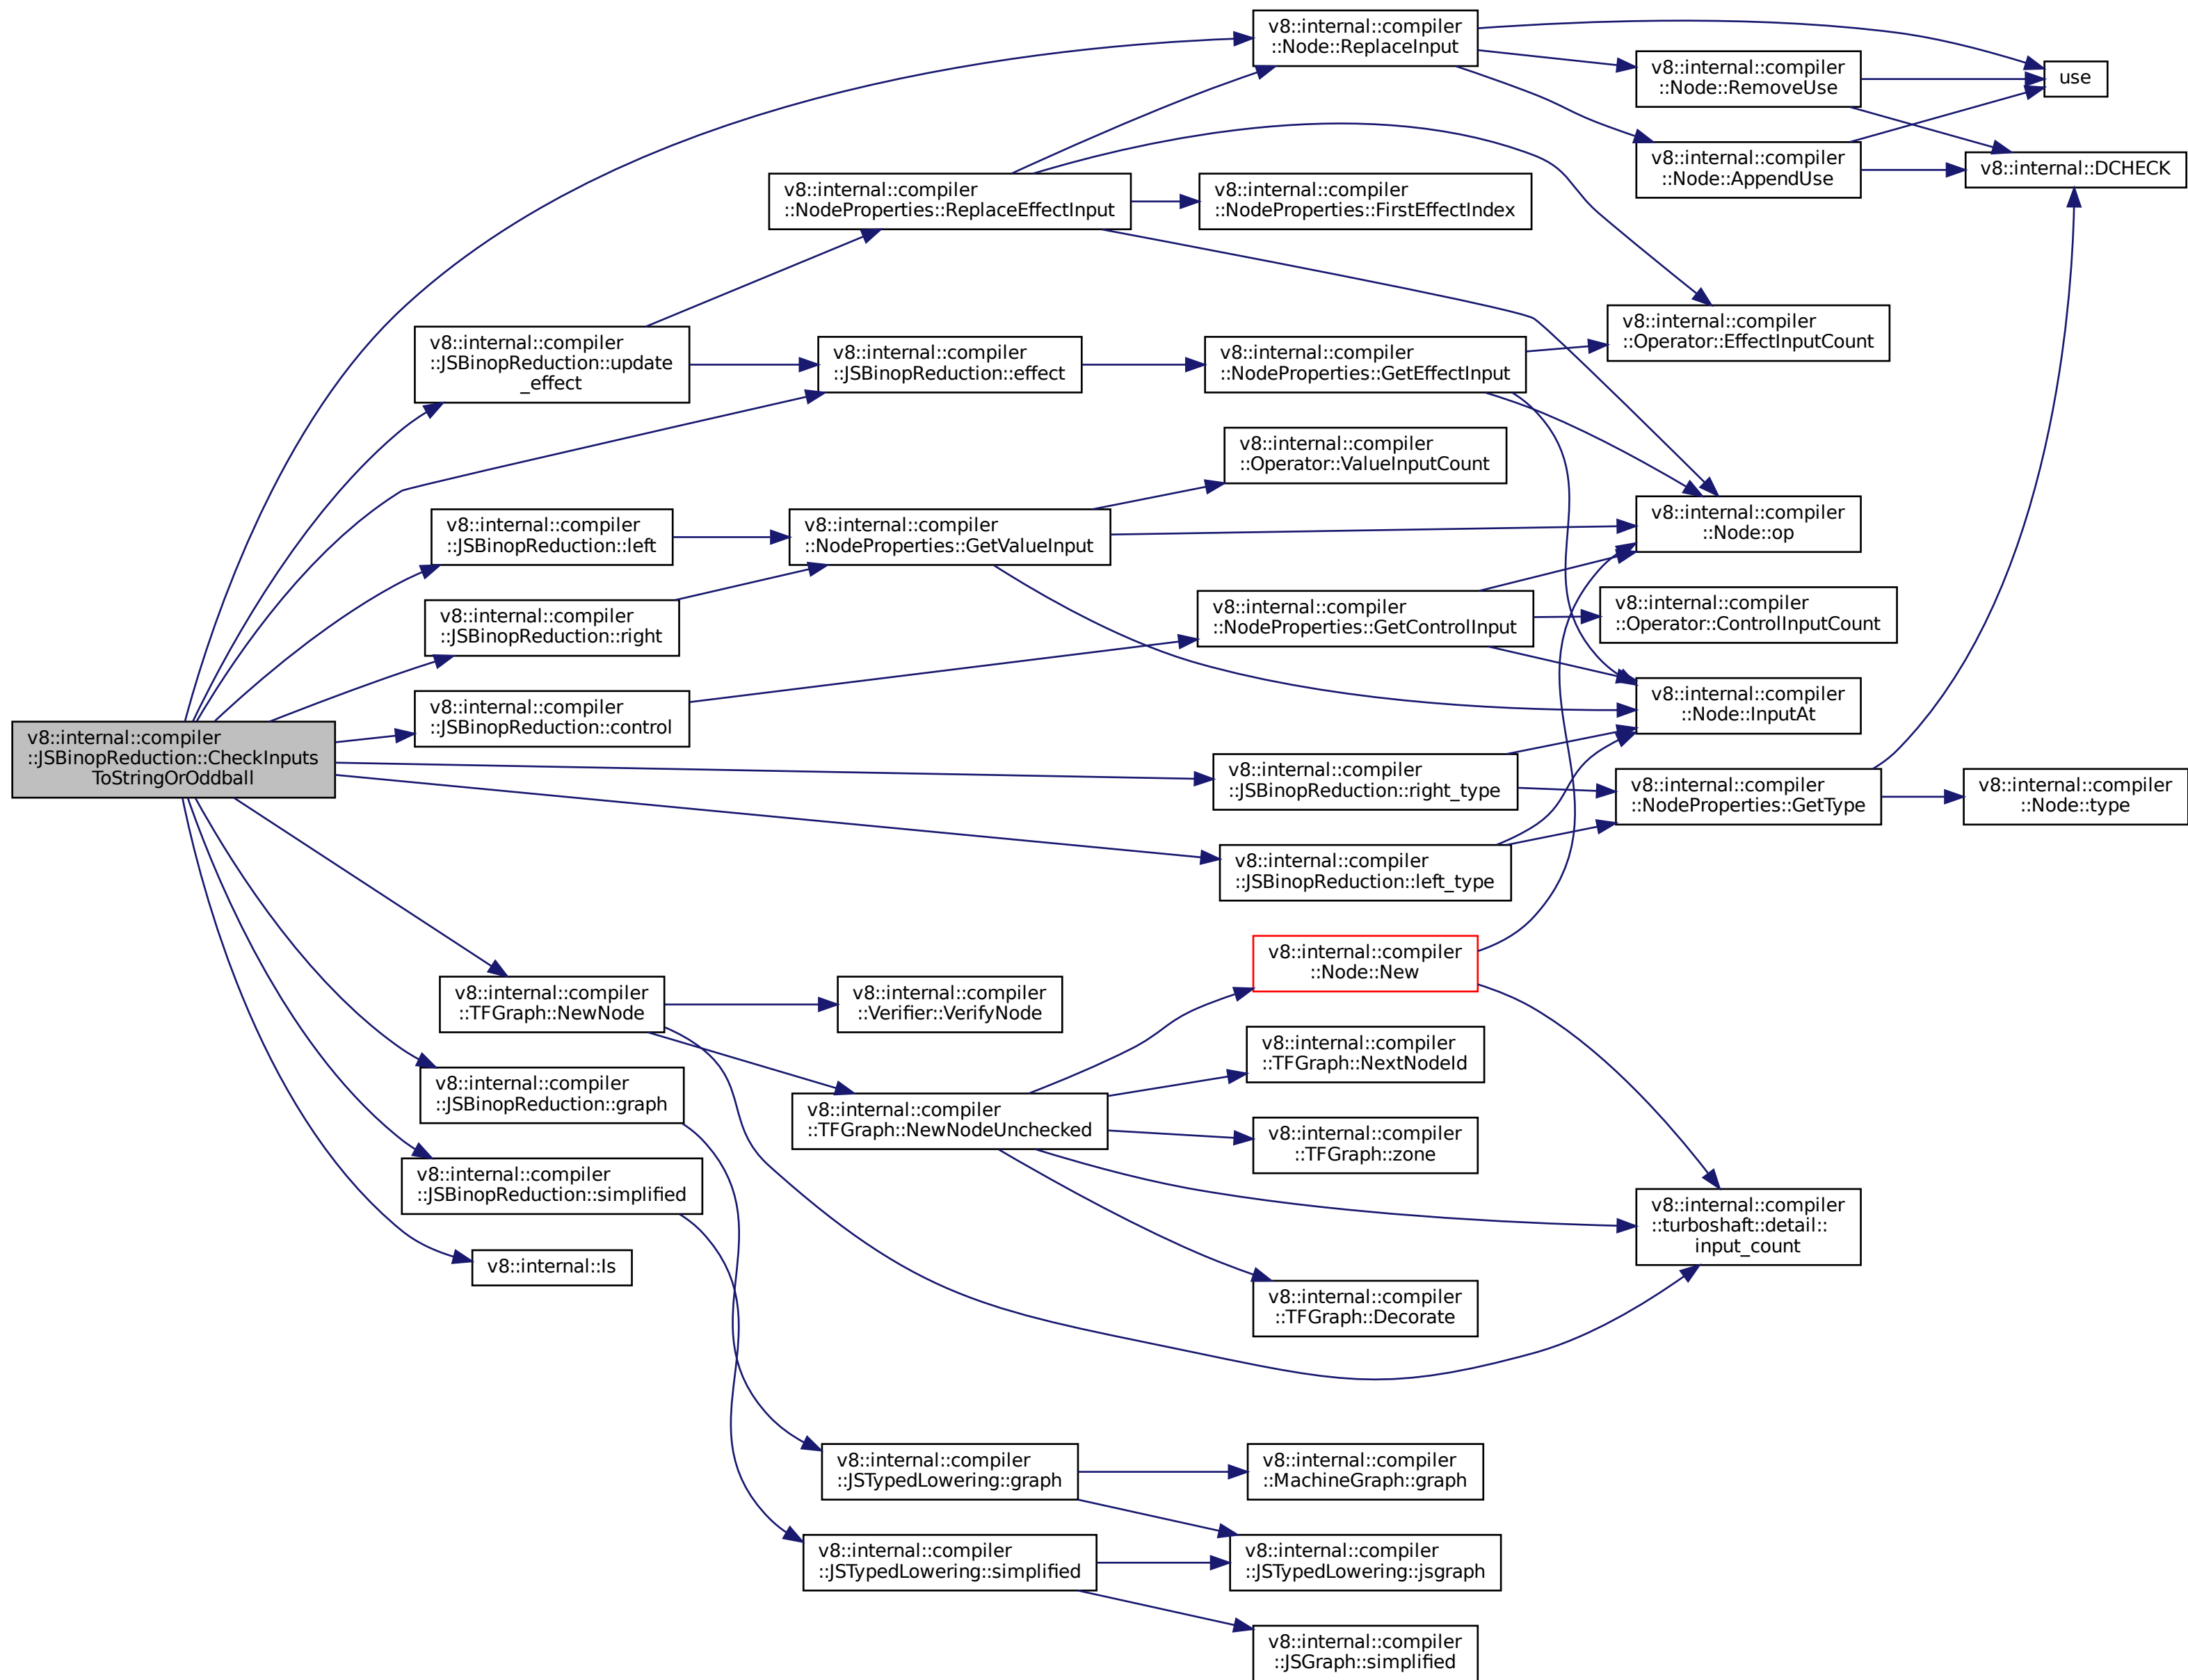 v8::internal::compiler
::JSBinopReduction::CheckInputs
ToStringOrOddball
v8::internal::compiler
::Node::ReplaceInput
v8::internal::compiler
::Node::RemoveUse
use
v8::internal::compiler
::Node::AppendUse
v8::internal::DCHECK
v8::internal::compiler
::NodeProperties::ReplaceEffectInput
v8::internal::compiler
::NodeProperties::FirstEffectIndex
v8::internal::compiler
::JSBinopReduction::update
_effect
v8::internal::compiler
::JSBinopReduction::effect
v8::internal::compiler
::NodeProperties::GetEffectInput
v8::internal::compiler
::Operator::EffectInputCount
v8::internal::compiler
::Operator::ValueInputCount
v8::internal::compiler
::JSBinopReduction::left
v8::internal::compiler
::NodeProperties::GetValueInput
v8::internal::compiler
::Node::op
v8::internal::compiler
::JSBinopReduction::right
v8::internal::compiler
::NodeProperties::GetControlInput
v8::internal::compiler
::Operator::ControlInputCount
v8::internal::compiler
::JSBinopReduction::control
v8::internal::compiler
::Node::InputAt
v8::internal::compiler
::JSBinopReduction::right_type
v8::internal::compiler
::NodeProperties::GetType
v8::internal::compiler
::Node::type
v8::internal::compiler
::JSBinopReduction::left_type
v8::internal::compiler
::Node::New
v8::internal::compiler
::TFGraph::NewNode
v8::internal::compiler
::Verifier::VerifyNode
v8::internal::compiler
::TFGraph::NextNodeId
v8::internal::compiler
::JSBinopReduction::graph
v8::internal::compiler
::TFGraph::NewNodeUnchecked
v8::internal::compiler
::TFGraph::zone
v8::internal::compiler
::JSBinopReduction::simplified
v8::internal::compiler
::turboshaft::detail::
input_count
v8::internal::Is
v8::internal::compiler
::TFGraph::Decorate
v8::internal::compiler
::JSTypedLowering::graph
v8::internal::compiler
::MachineGraph::graph
v8::internal::compiler
::JSTypedLowering::simplified
v8::internal::compiler
::JSTypedLowering::jsgraph
v8::internal::compiler
::JSGraph::simplified